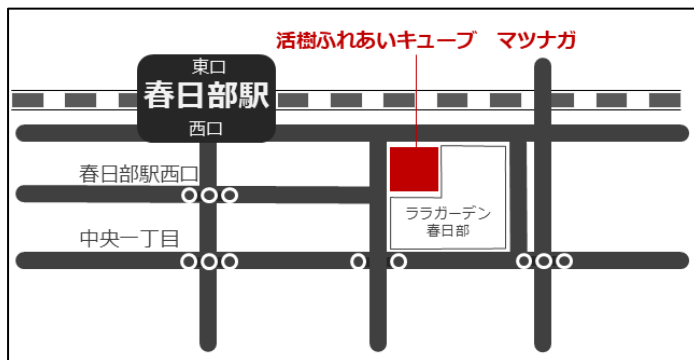 活樹ふれあいキューブ マツナガ
東口
春日部駅
西口
春日部駅西口
ララガーデン
春日部
中央一丁目